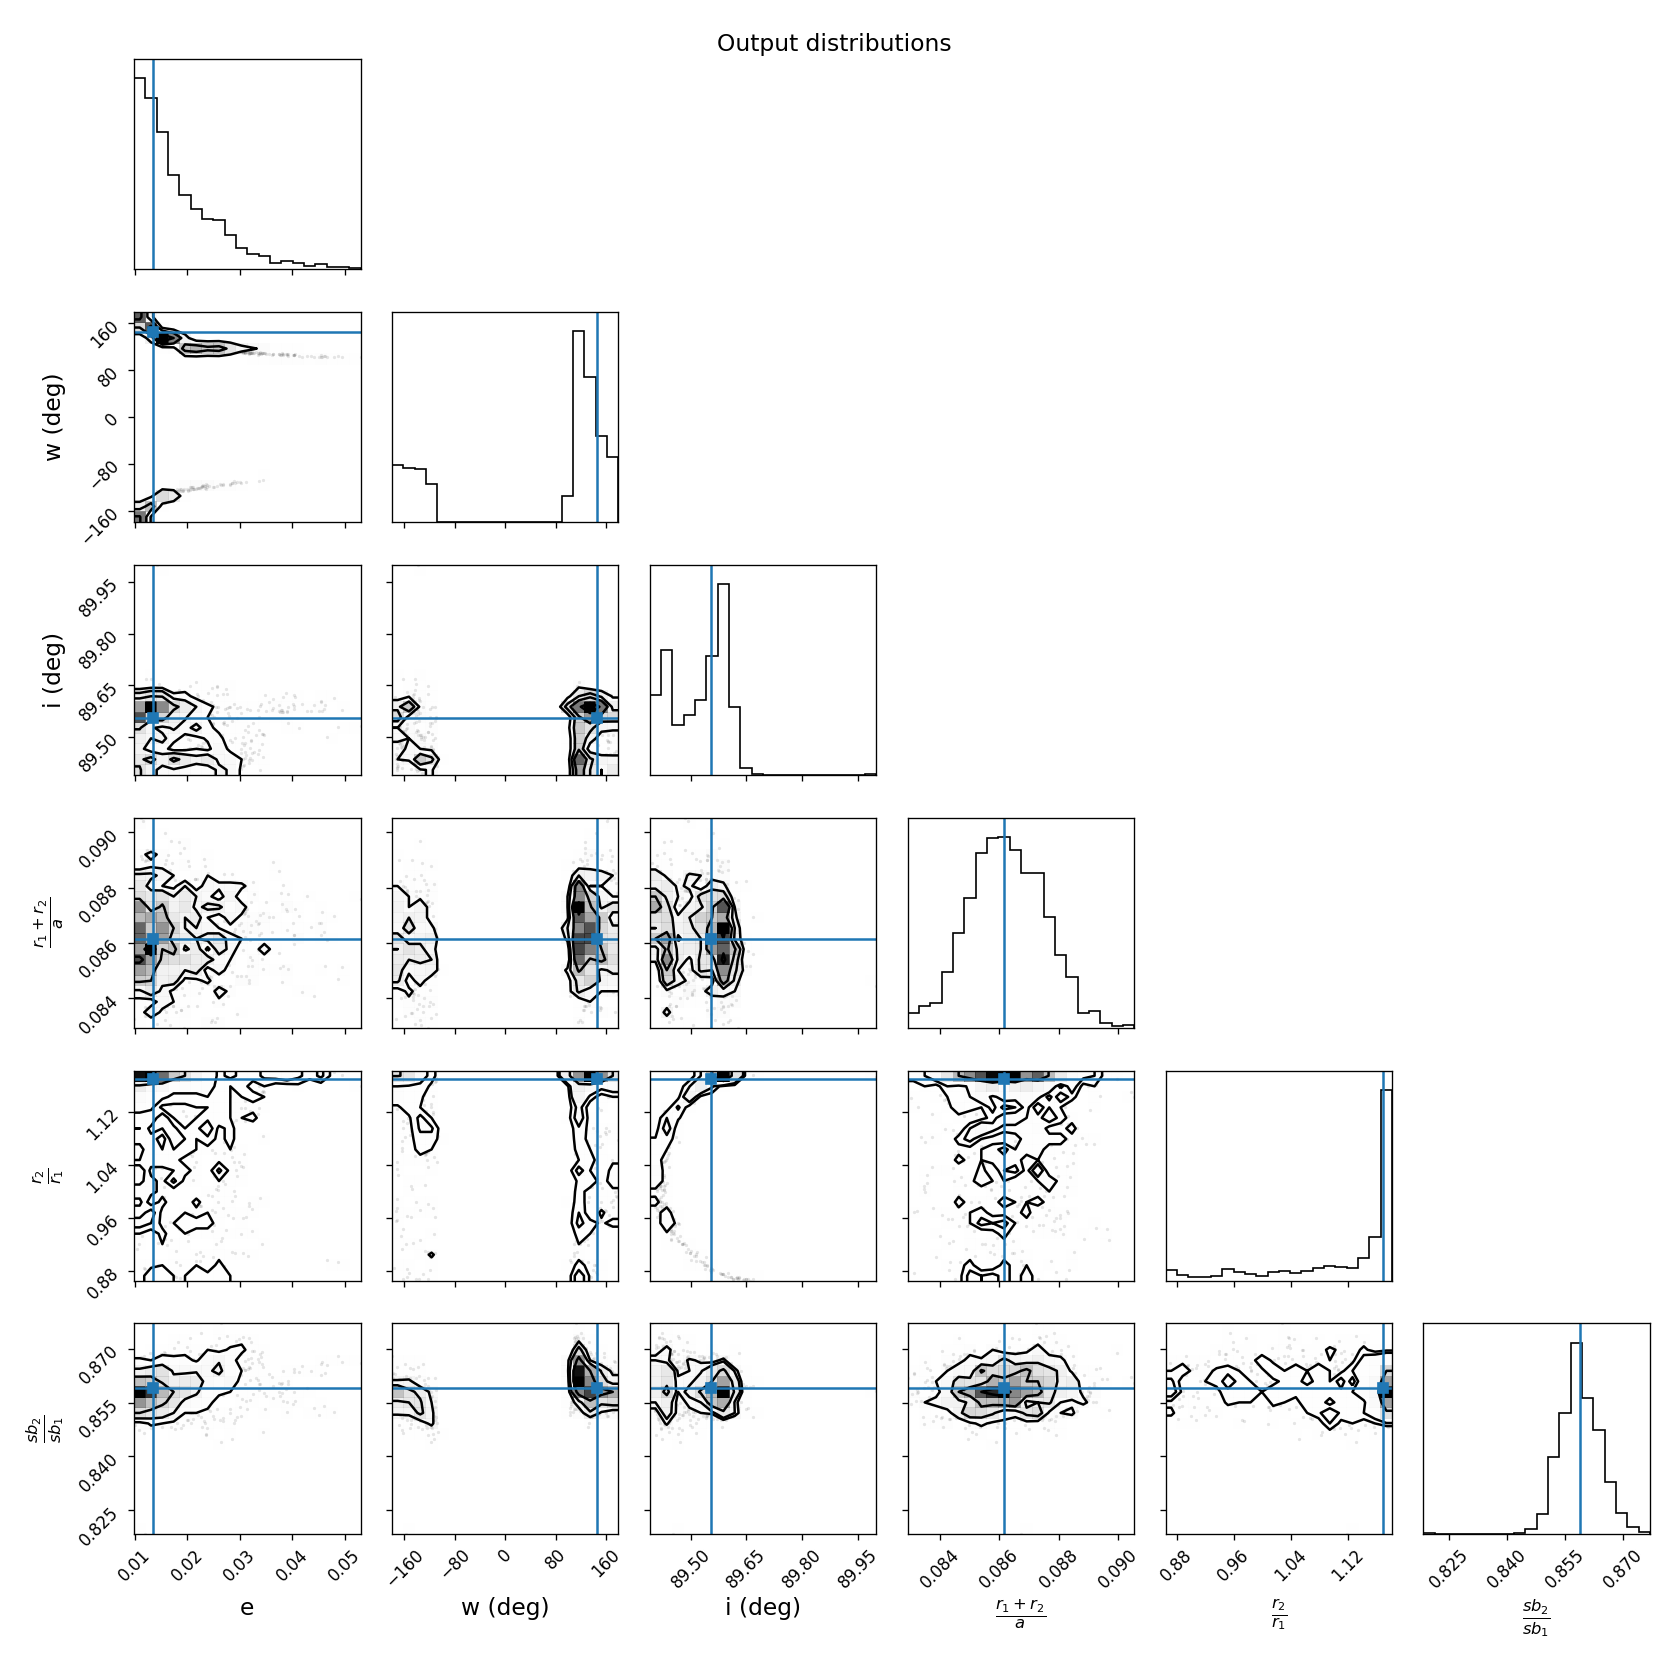 Output distributions
w (deg)
160
80
0
−80
−160
i (deg)
89.95
89.80
89.65
89.50
r₁ + r₂
a
0.090
0.088
0.086
0.084
r₂
r₁
1.12
1.04
0.96
0.88
sb₂
sb₁
0.870
0.855
0.840
0.825
0.01 0.02 0.03 0.04 0.05 −160 −80 0 80 160 89.50 89.65 89.80 89.95 0.084 0.086 0.088 0.090 0.88 0.96 1.04 1.12 0.825 0.840 0.855 0.870
e w (deg) i (deg)
r₁ + r₂
a
r₂
r₁
sb₂
sb₁